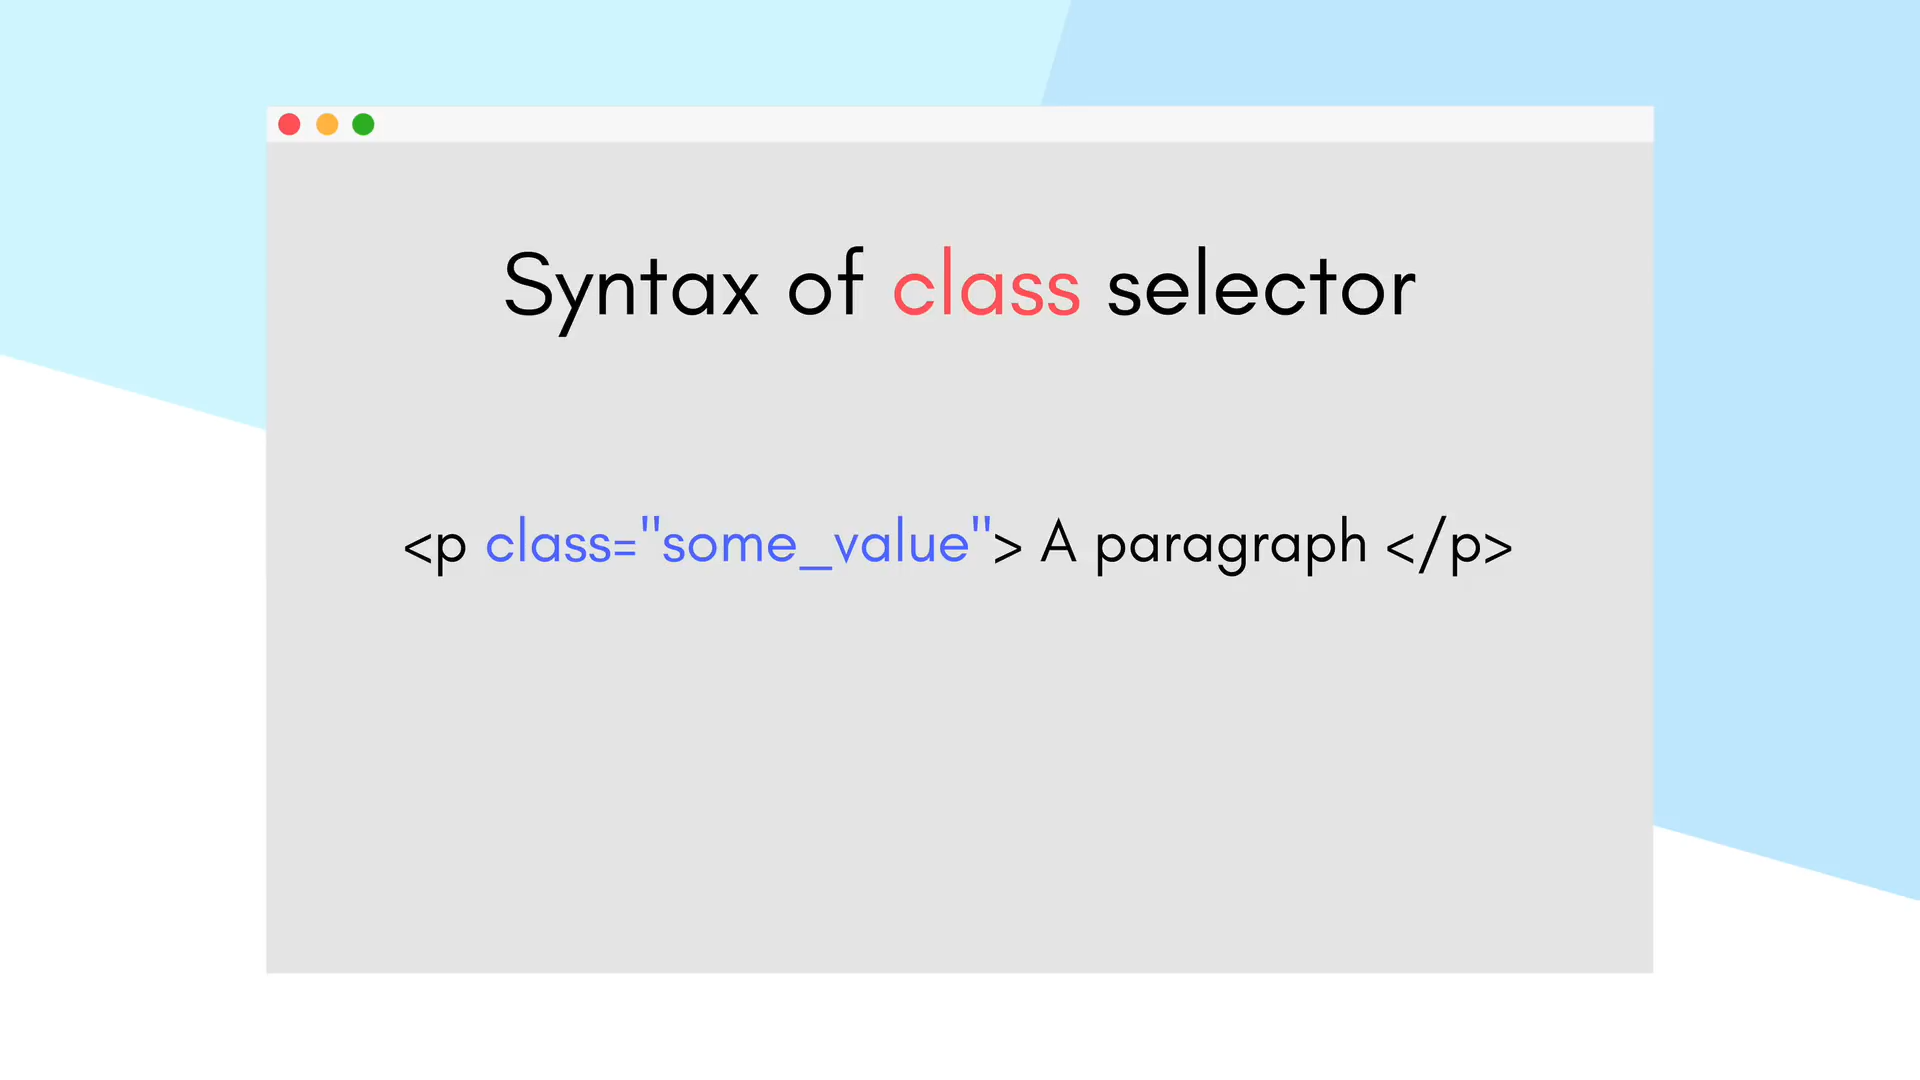 Syntax of class selector
<p class="some_value"> A paragraph </p>